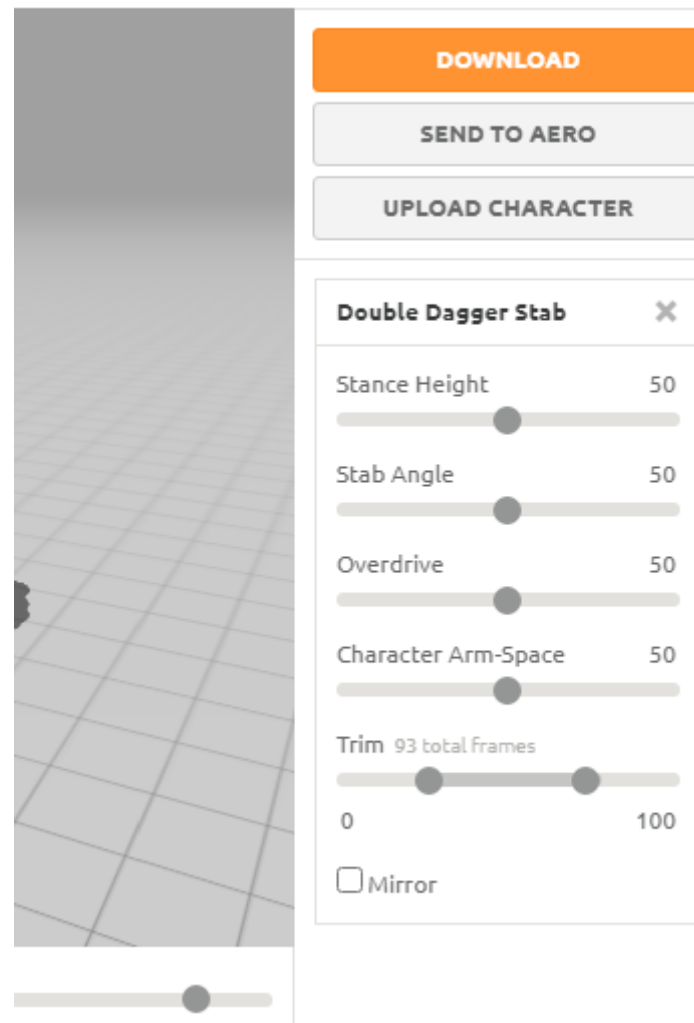 DOWNLOAD
SEND TO AERO
UPLOAD CHARACTER
Double Dagger Stab
Stance Height 50
Stab Angle 50
Overdrive 50
Character Arm-Space 50
Trim 93 total frames
0 100
Mirror